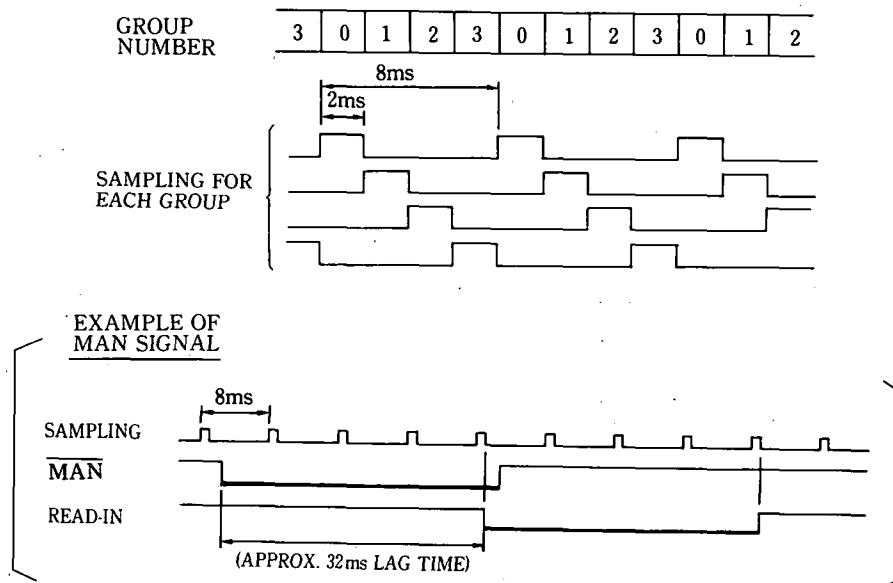 GROUP
NUMBER
3 0 1 2 3 0 1 2 3 0 1 2
8ms
2ms
SAMPLING FOR
EACH GROUP
EXAMPLE OF
MAN SIGNAL
8ms
SAMPLING
MAN
READ-IN
(APPROX. 32ms LAG TIME)